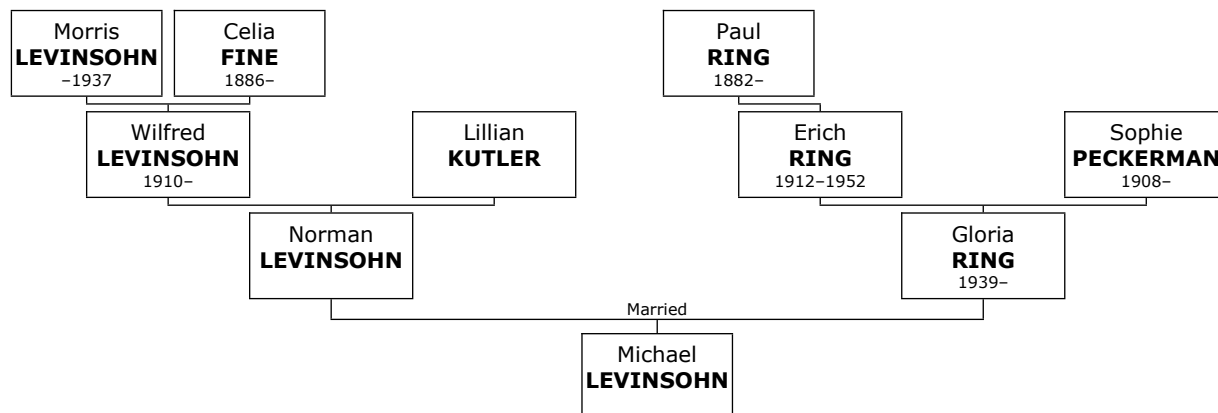 Morris
LEVINSOHN
–1937
Celia
FINE
1886–
Paul
RING
1882–
Wilfred
LEVINSOHN
1910–
Lillian
KUTLER
Erich
RING
1912–1952
Sophie
PECKERMAN
1908–
Norman
LEVINSOHN
Gloria
RING
1939–
Married
Michael
LEVINSOHN